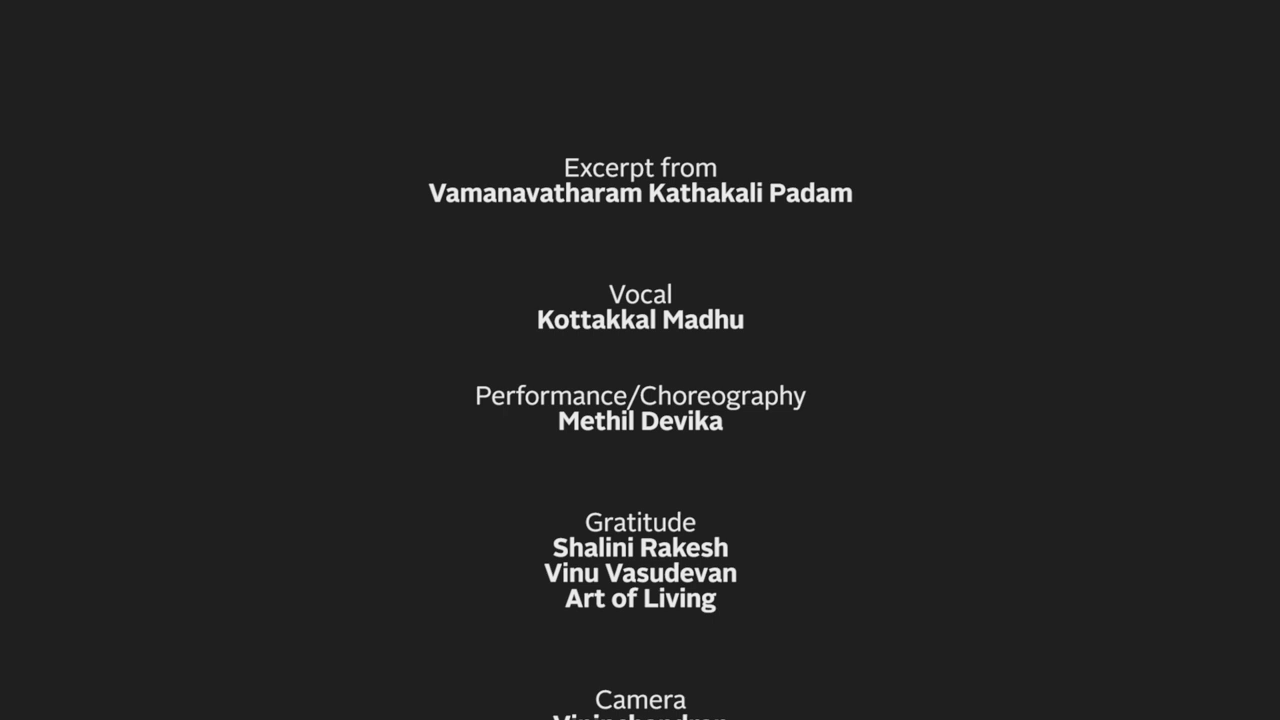 Excerpt from
Vamanavatharam Kathakali Padam
Vocal
Kottakkal Madhu
Performance/Choreography
Methil Devika
Gratitude
Shalini Rakesh
Vinu Vasudevan
Art of Living
Camera